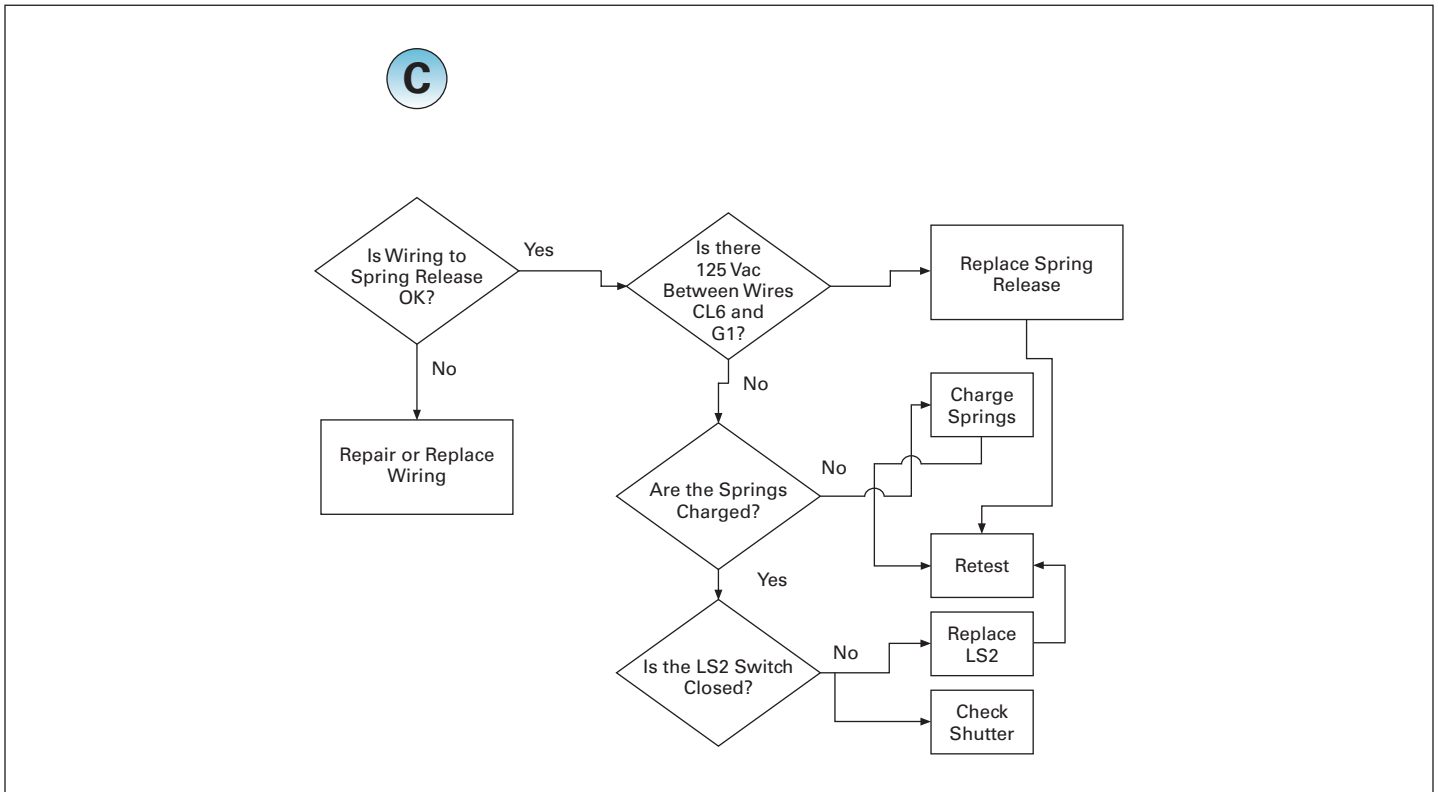 C
Is Wiring to
Spring Release
OK?
Yes
Is there
125 Vac
Between Wires
CL6 and
G1?
Replace Spring
Release
No
Repair or Replace
Wiring
No
Charge
Springs
Are the Springs
Charged?
No
Retest
Yes
Is the LS2 Switch
Closed?
No
Replace
LS2
Check
Shutter